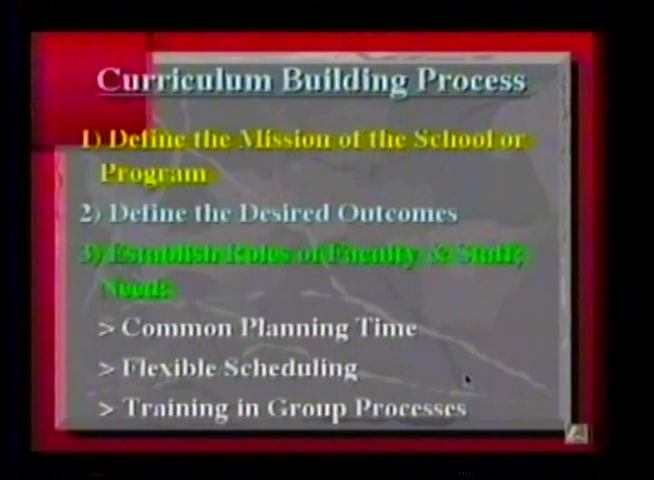 Curriculum Building Process
1) Define the Mission of the School or
Program
2) Define the Desired Outcomes
3) Establish Roles of Faculty & Staff;
Needs
> Common Planning Time
> Flexible Scheduling
> Training in Group Processes